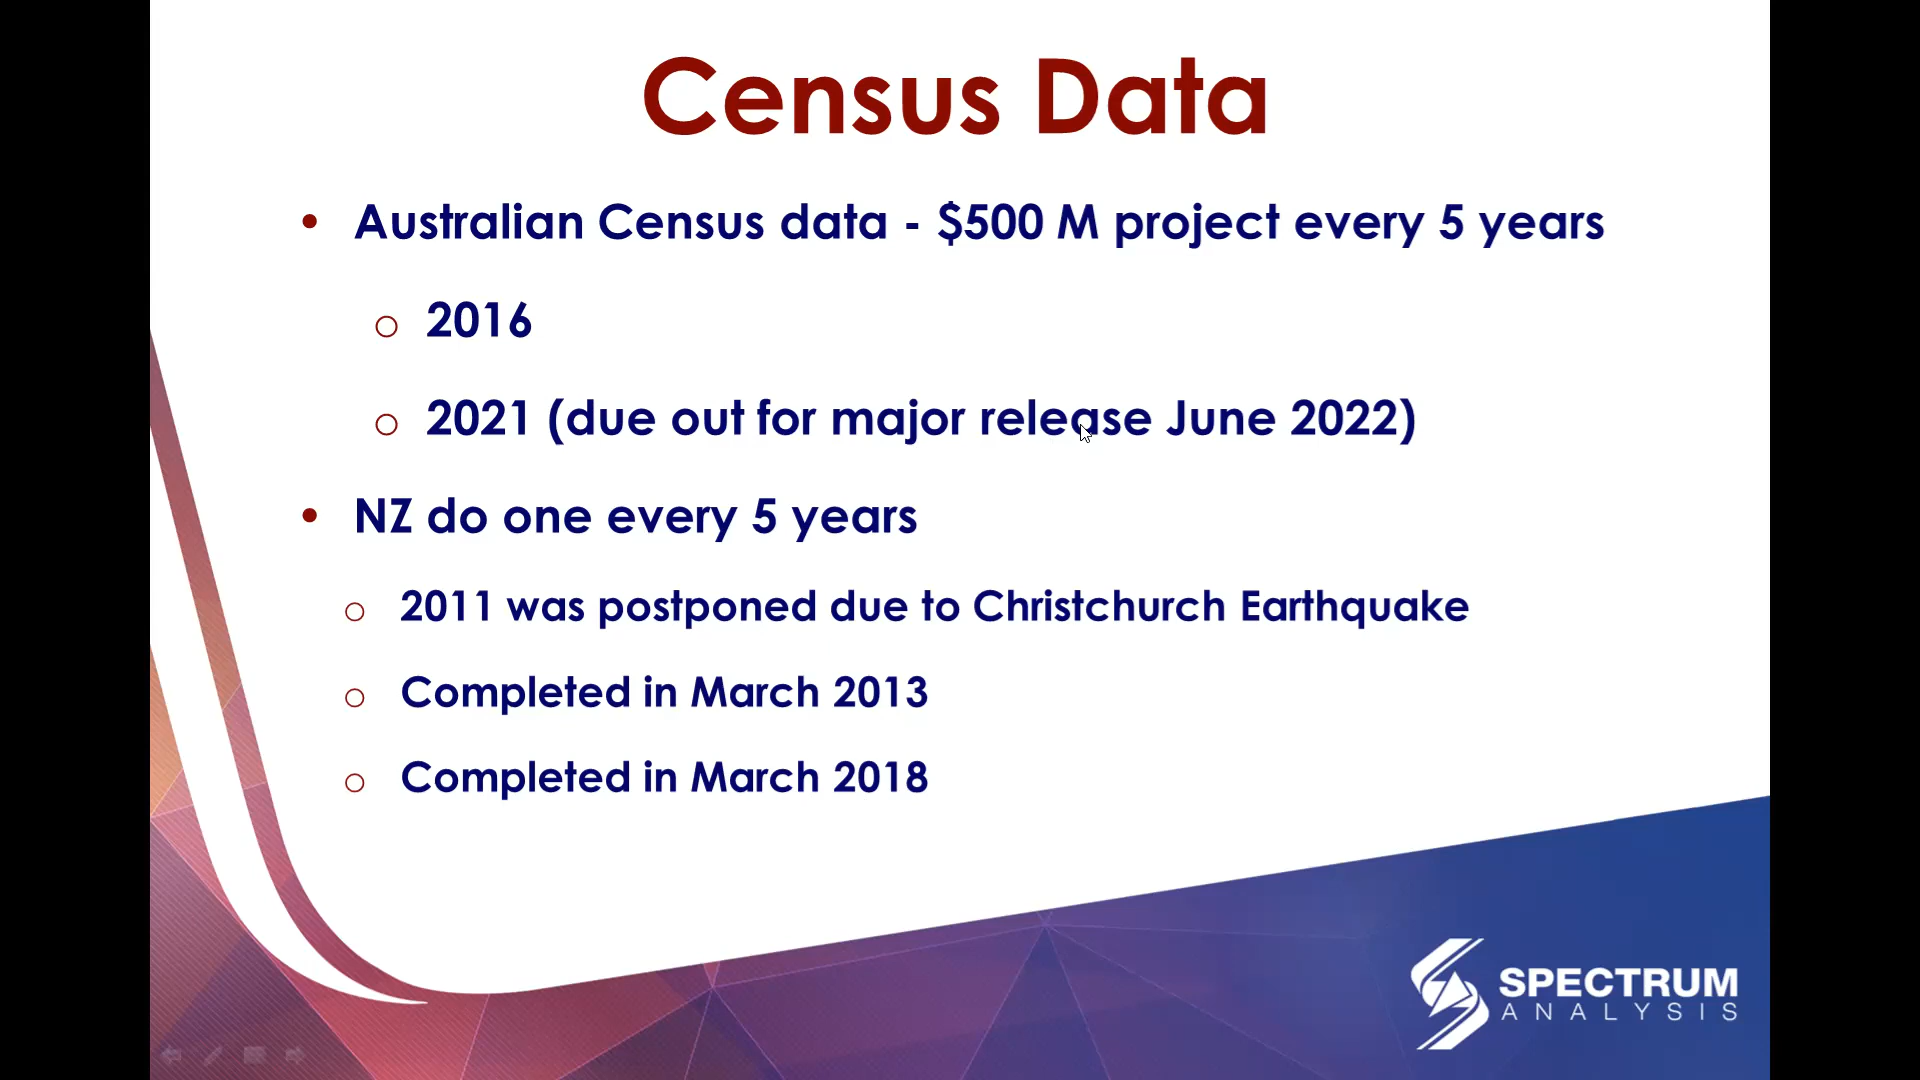 Census Data
• Australian Census data - $500 M project every 5 years
o 2016
o 2021 (due out for major release June 2022)
• NZ do one every 5 years
o 2011 was postponed due to Christchurch Earthquake
o Completed in March 2013
o Completed in March 2018
SPECTRUM
ANALYSIS